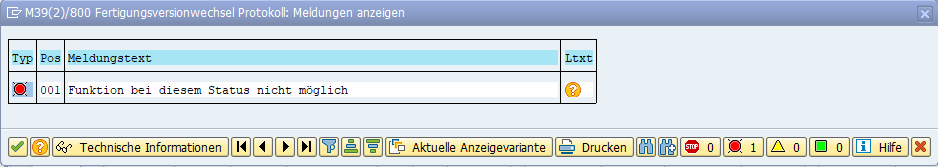 M39(2)/800 Fertigungsversionwechsel Protokoll: Meldungen anzeigen
Typ Pos Meldungstext Ltxt
001 Funktion bei diesem Status nicht möglich
Technische Informationen Aktuelle Anzeigevariante Drucken STOP 0 1 0 0 Hilfe